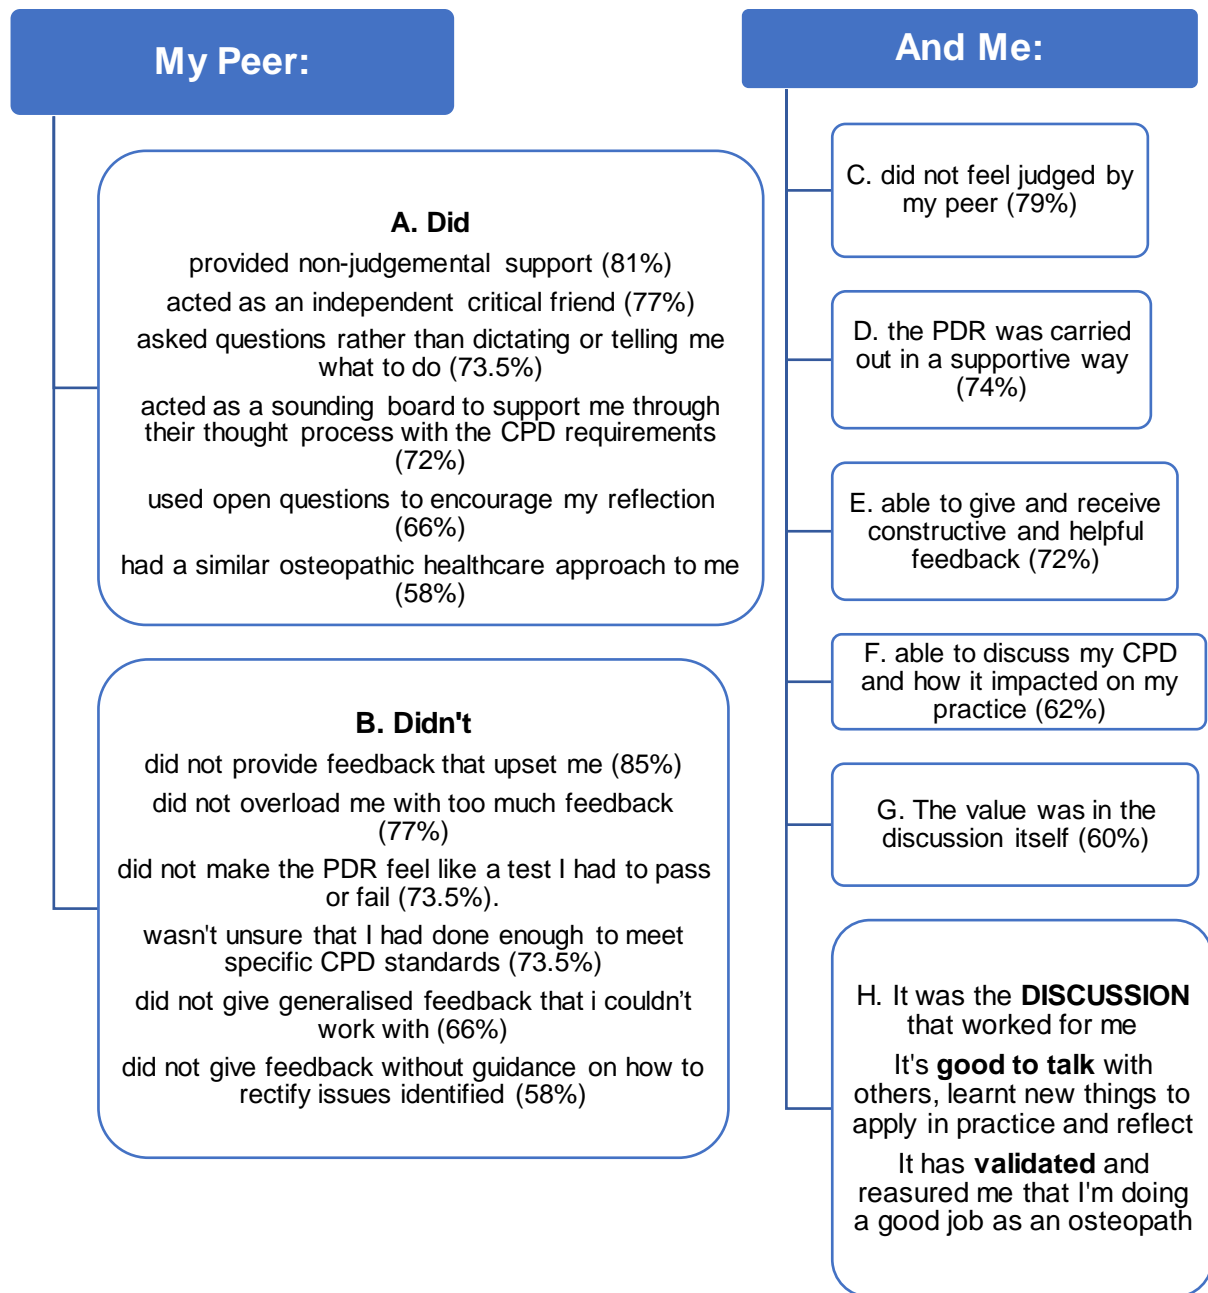 My Peer:
A. Did
provided non-judgemental support (81%)
acted as an independent critical friend (77%)
asked questions rather than dictating or telling me
what to do (73.5%)
acted as a sounding board to support me through
their thought process with the CPD requirements
(72%)
used open questions to encourage my reflection
(66%)
had a similar osteopathic healthcare approach to me
(58%)
B. Didn't
did not provide feedback that upset me (85%)
did not overload me with too much feedback
(77%)
did not make the PDR feel like a test I had to pass
or fail (73.5%).
wasn't unsure that I had done enough to meet
specific CPD standards (73.5%)
did not give generalised feedback that i couldn’t
work with (66%)
did not give feedback without guidance on how to
rectify issues identified (58%)
And Me:
C. did not feel judged by
my peer (79%)
D. the PDR was carried
out in a supportive way
(74%)
E. able to give and receive
constructive and helpful
feedback (72%)
F. able to discuss my CPD
and how it impacted on my
practice (62%)
G. The value was in the
discussion itself (60%)
H. It was the DISCUSSION
that worked for me
It's good to talk with
others, learnt new things to
apply in practice and reflect
It has validated and
reasured me that I'm doing
a good job as an osteopath